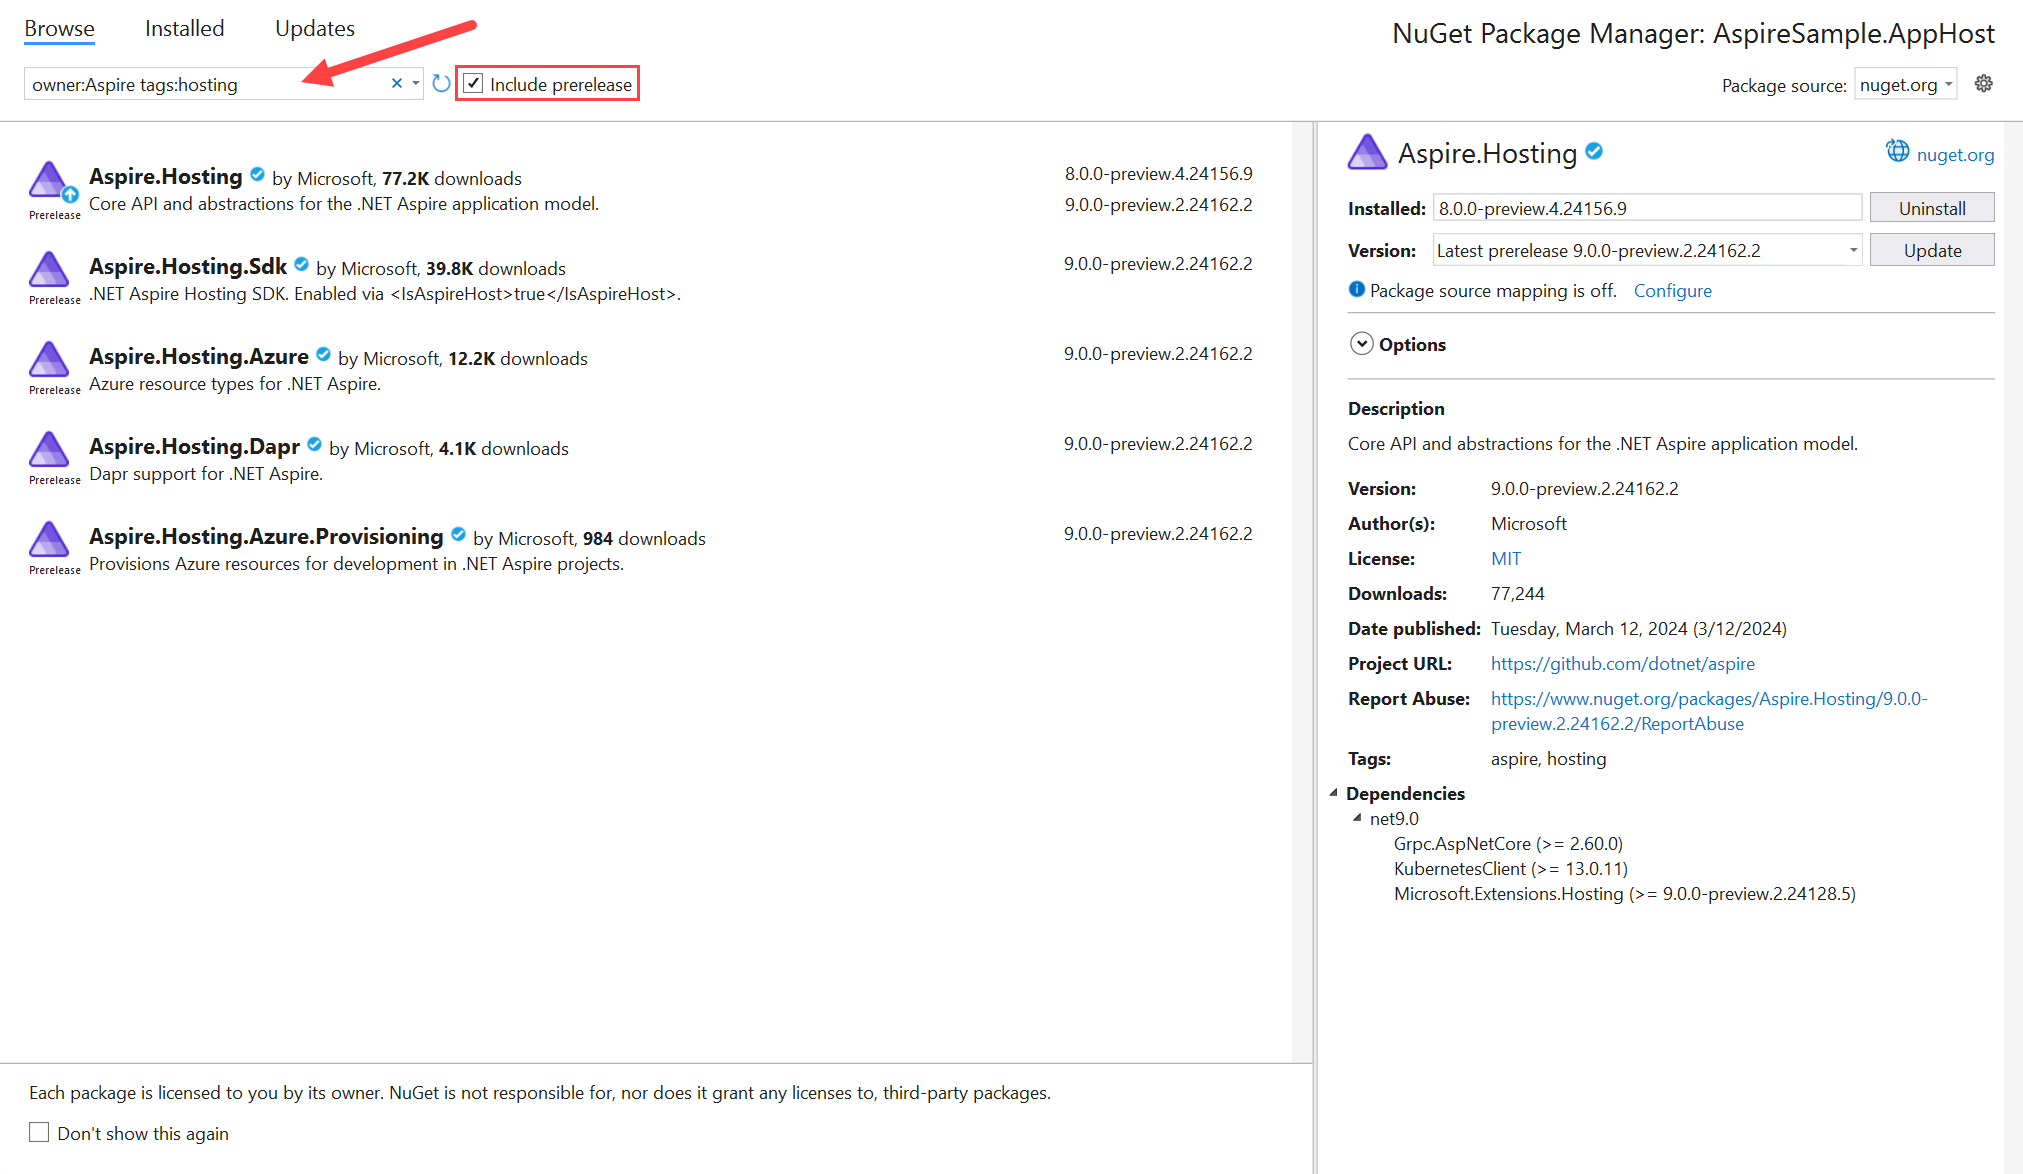 Browse Installed Updates
NuGet Package Manager: AspireSample.AppHost
owner:Aspire tags:hosting
Include prerelease
Package source: nuget.org
Aspire.Hosting by Microsoft, 77.2K downloads 8.0.0-preview.4.24156.9
Prerelease Core API and abstractions for the .NET Aspire application model. 9.0.0-preview.2.24162.2
Aspire.Hosting.Sdk by Microsoft, 39.8K downloads 9.0.0-preview.2.24162.2
Prerelease .NET Aspire Hosting SDK. Enabled via <IsAspireHost>true</IsAspireHost>.
Aspire.Hosting.Azure by Microsoft, 12.2K downloads 9.0.0-preview.2.24162.2
Prerelease Azure resource types for .NET Aspire.
Aspire.Hosting.Dapr by Microsoft, 4.1K downloads 9.0.0-preview.2.24162.2
Prerelease Dapr support for .NET Aspire.
Aspire.Hosting.Azure.Provisioning by Microsoft, 984 downloads 9.0.0-preview.2.24162.2
Prerelease Provisions Azure resources for development in .NET Aspire projects.
Each package is licensed to you by its owner. NuGet is not responsible for, nor does it grant any licenses to, third-party packages.
Don't show this again
Aspire.Hosting nuget.org
Installed: 8.0.0-preview.4.24156.9 Uninstall
Version: Latest prerelease 9.0.0-preview.2.24162.2 Update
Package source mapping is off. Configure
Options
Description
Core API and abstractions for the .NET Aspire application model.
Version: 9.0.0-preview.2.24162.2
Author(s): Microsoft
License: MIT
Downloads: 77,244
Date published: Tuesday, March 12, 2024 (3/12/2024)
Project URL: https://github.com/dotnet/aspire
Report Abuse: https://www.nuget.org/packages/Aspire.Hosting/9.0.0-
preview.2.24162.2/ReportAbuse
Tags: aspire, hosting
Dependencies
net9.0
Grpc.AspNetCore (>= 2.60.0)
KubernetesClient (>= 13.0.11)
Microsoft.Extensions.Hosting (>= 9.0.0-preview.2.24128.5)